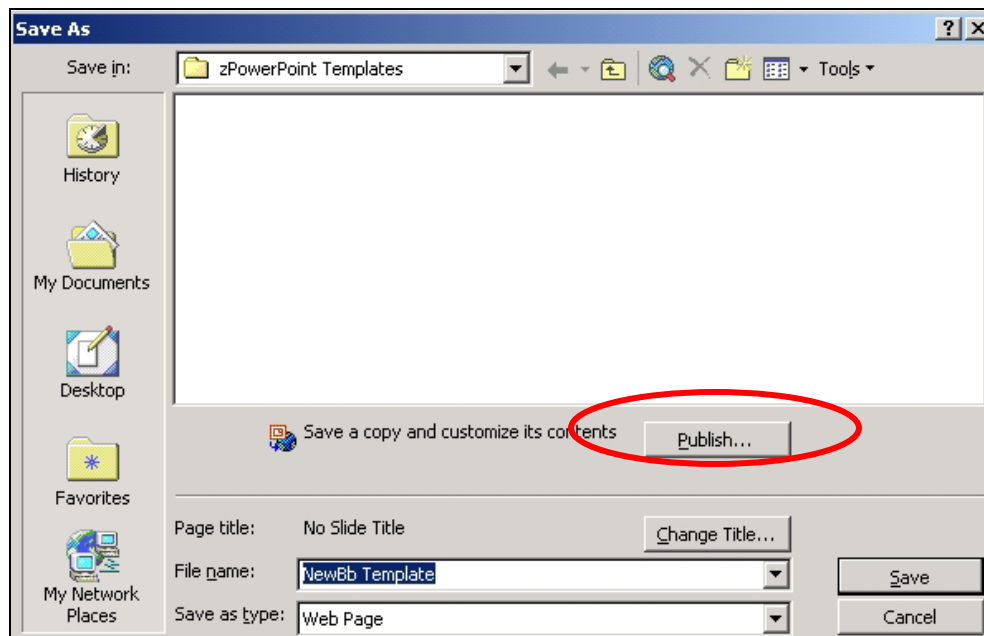 Save As
Save in:
zPowerPoint Templates
Tools
History
My Documents
Desktop
Favorites
My Network
Places
Save a copy and customize its contents
Publish...
Page title:
No Slide Title
Change Title...
File name:
NewBb Template
Save
Save as type:
Web Page
Cancel